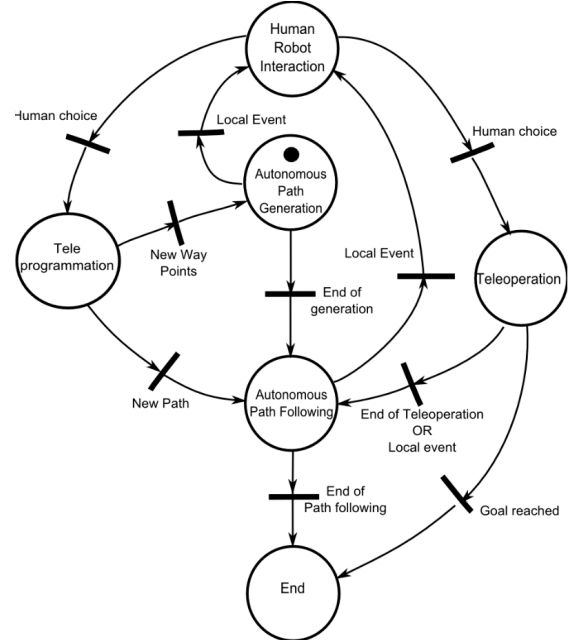 Human
Robot
Interaction
Human choice
Local Event
Human choice
Autonomous
Path
Generation
Tele
programmation
New Way
Points
Local Event
Teleoperation
End of
generation
Autonomous
Path Following
New Path
End of Teleoperation
OR
Local event
End of
Path following
Goal reached
End